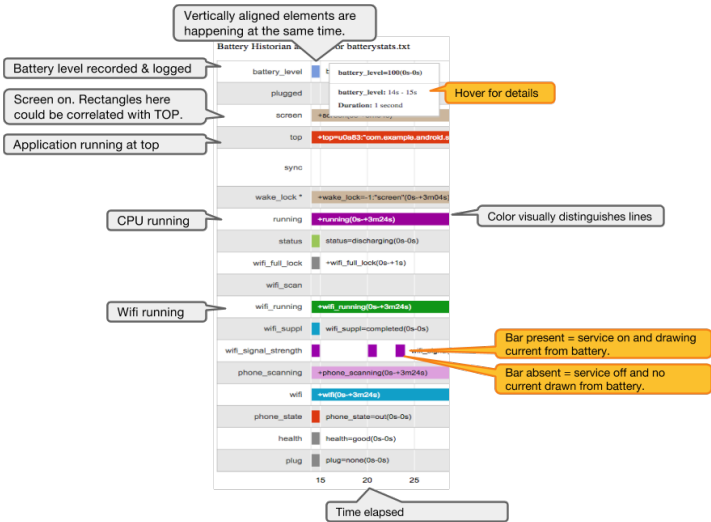 Vertically aligned elements are
happening at the same time.
Battery Historian a
for batterystats.txt
Battery level recorded & logged
battery_level
battery_level=100(0s-0s)
plugged
battery_level: 14s - 15s
Duration: 1 second
Hover for details
Screen on. Rectangles here
could be correlated with TOP.
screen
Application running at top
top
+top=u0a83:"com.example.android.a
sync
wake_lock *
+wake_lock=-1:"screen"(0s-+3m04s)
CPU running
running
+running(0s-+3m24s)
Color visually distinguishes lines
status
status=discharging(0s-0s)
wifi_full_lock
+wifi_full_lock(0s-+1s)
wifi_scan
Wifi running
wifi_running
+wifi_running(0s-+3m24s)
wifi_suppl
wifi_suppl=completed(0s-0s)
Bar present = service on and drawing
current from battery.
wifi_signal_strength
phone_scanning
+phone_scanning(0s-+3m24s)
Bar absent = service off and no
current drawn from battery.
wifi
+wifi(0s-+3m24s)
phone_state
phone_state=out(0s-0s)
health
health=good(0s-0s)
plug
plug=none(0s-0s)
15 20 25
Time elapsed